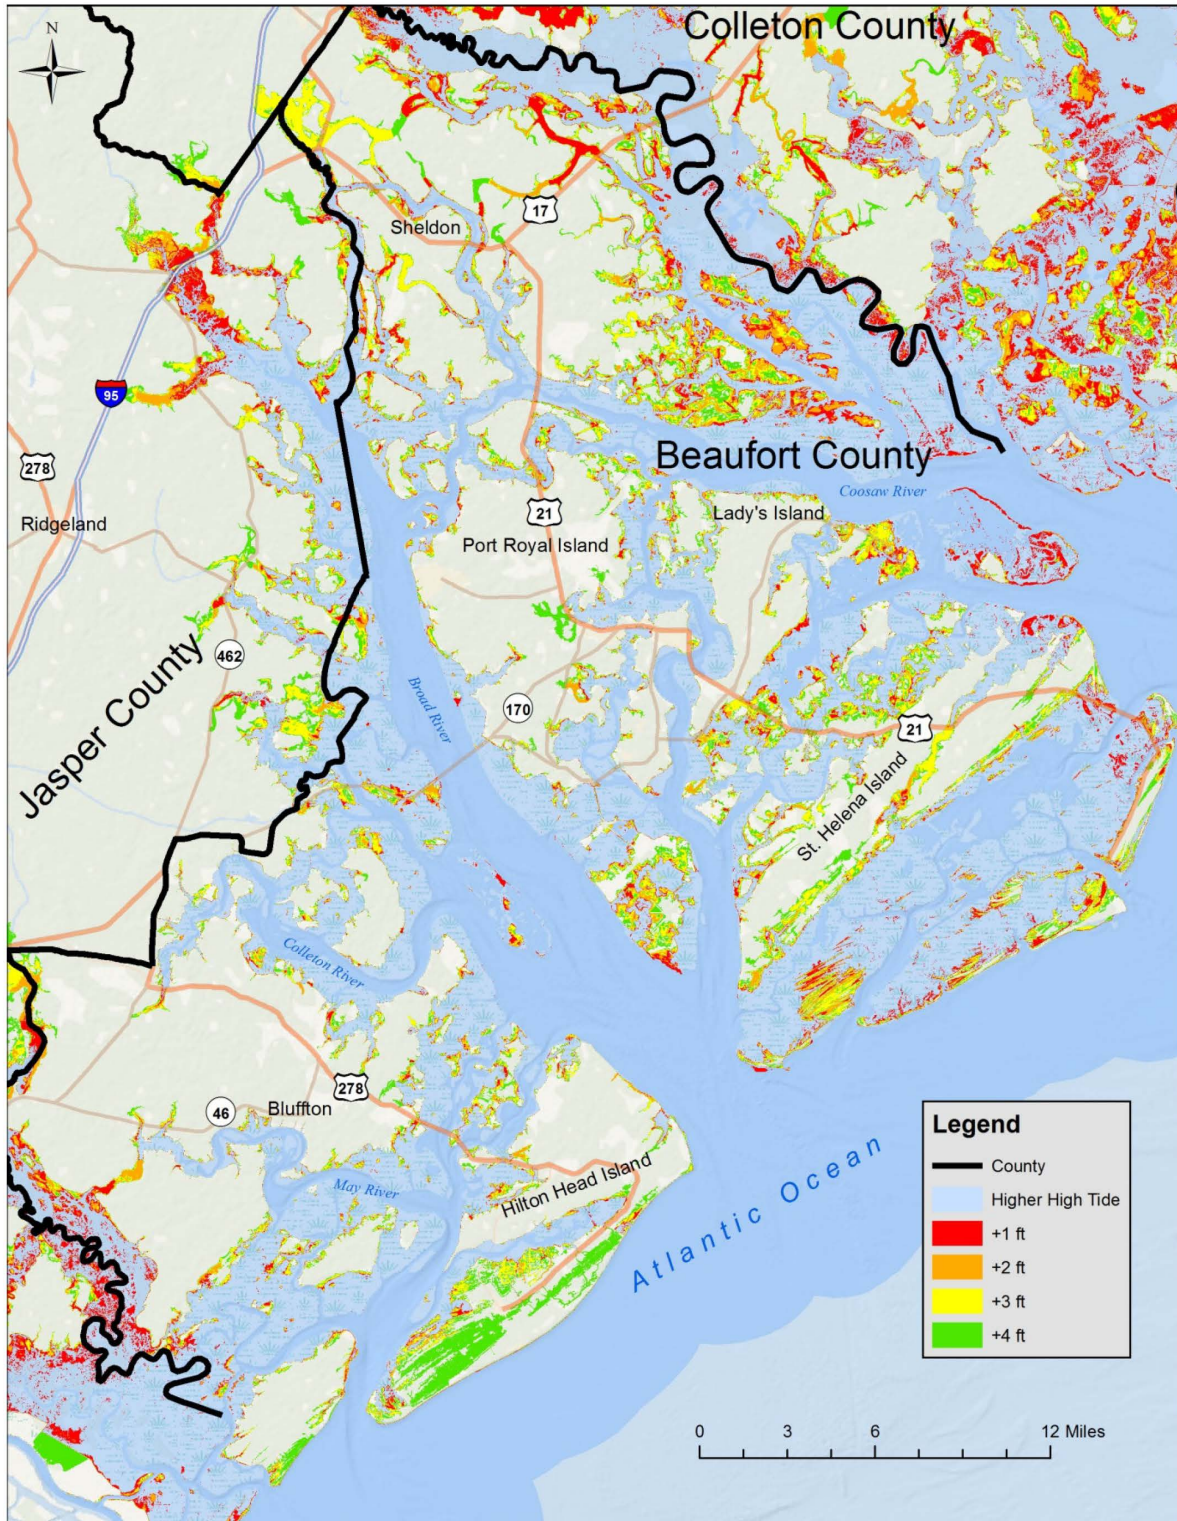 Colleton County
N
17
Sheldon
95
278
Ridgeland
Beaufort County
Coosaw River
Lady's Island
21
Port Royal Island
462
Jasper County
Broad River
170
21
St. Helena Island
Colleton River
278
46
Bluffton
May River
Hilton Head Island
Atlantic Ocean
Legend
County
Higher High Tide
+1 ft
+2 ft
+3 ft
+4 ft
0 3 6 12 Miles